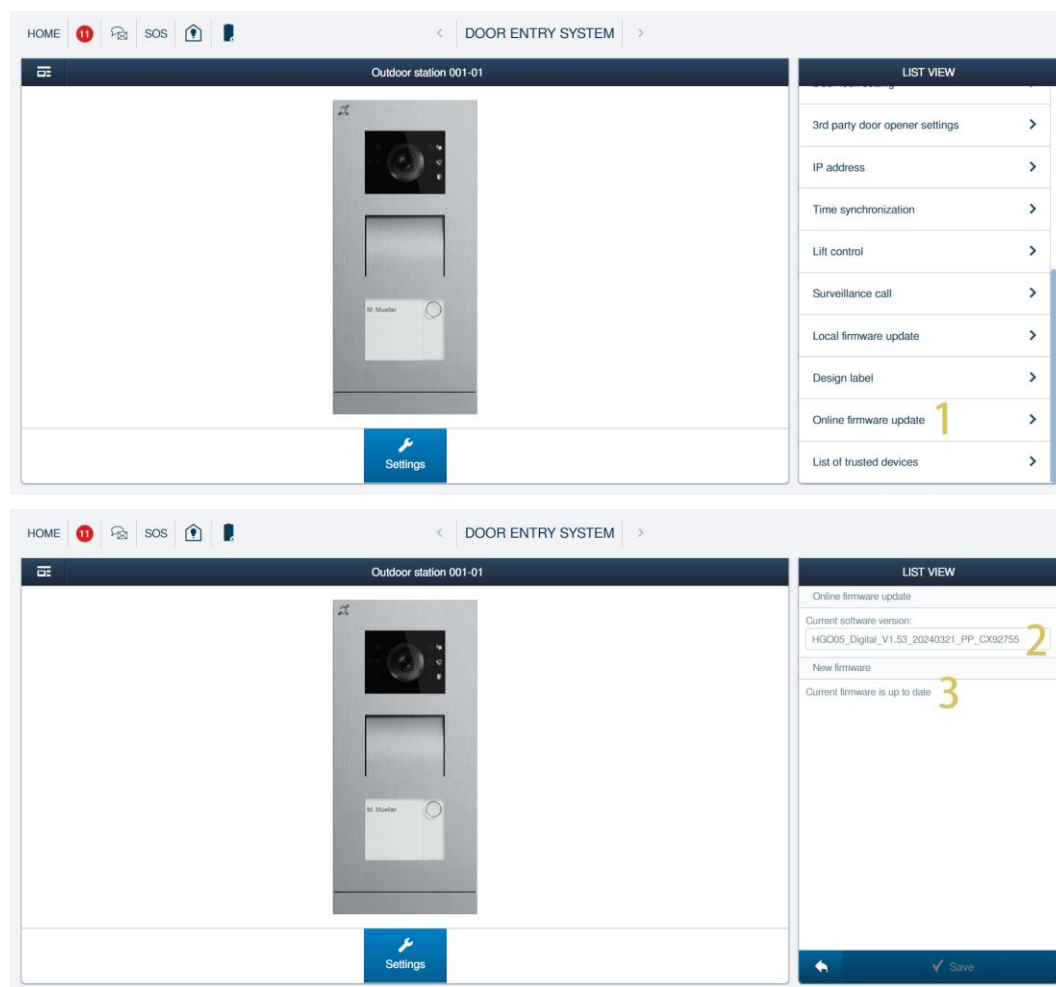 HOME 11 SOS < DOOR ENTRY SYSTEM >
Outdoor station 001-01
M. Mueller
Settings
LIST VIEW
3rd party door opener settings
IP address
Time synchronization
Lift control
Surveillance call
Local firmware update
Design label
Online firmware update 1
List of trusted devices
HOME 11 SOS < DOOR ENTRY SYSTEM >
Outdoor station 001-01
M. Mueller
Settings
LIST VIEW
Online firmware update
Current software version:
HGO05_Digital_V1.53_20240321_PP_CX92755 2
New firmware
Current firmware is up to date 3
Save